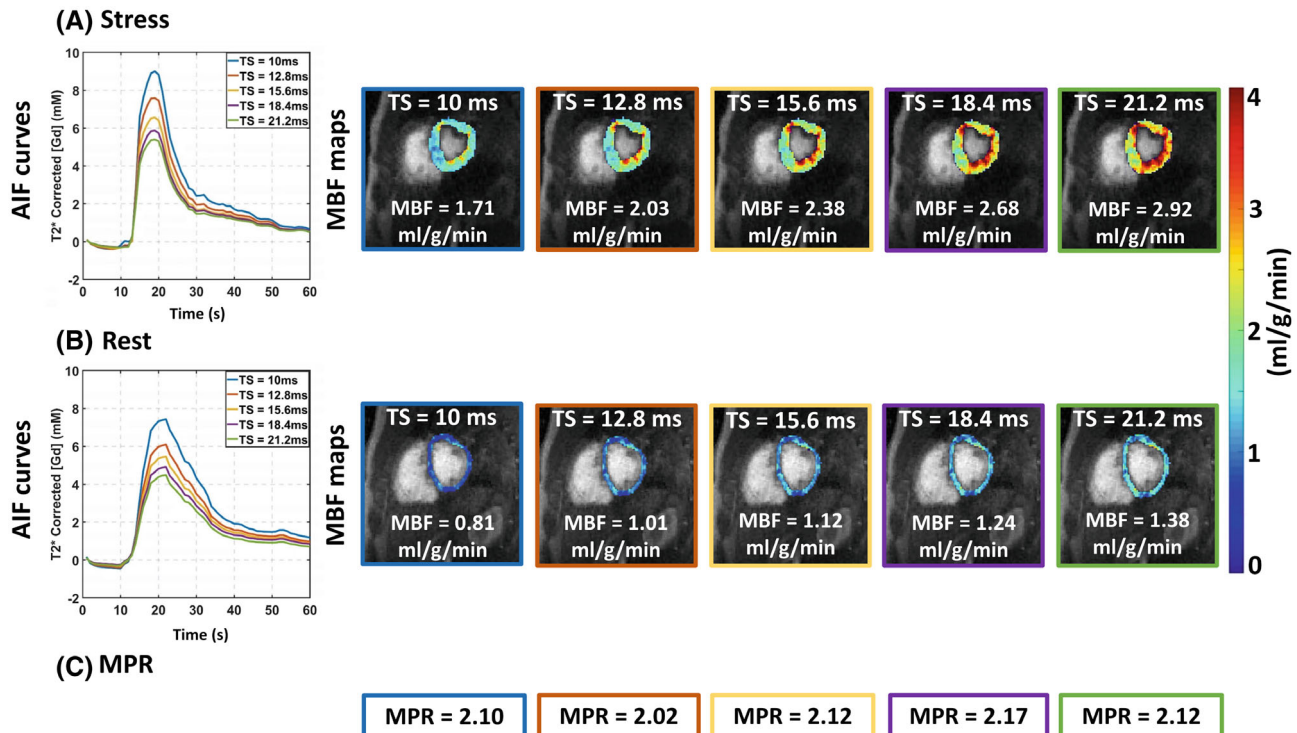 (A) Stress
AIF curves
T2* Corrected [Gd] (mM)
10
8
6
4
2
0
-2
0 10 20 30 40 50 60
Time (s)
TS = 10ms
TS = 12.8ms
TS = 15.6ms
TS = 18.4ms
TS = 21.2ms
MBF maps
TS = 10 ms
MBF = 1.71
ml/g/min
TS = 12.8 ms
MBF = 2.03
ml/g/min
TS = 15.6 ms
MBF = 2.38
ml/g/min
TS = 18.4 ms
MBF = 2.68
ml/g/min
TS = 21.2 ms
MBF = 2.92
ml/g/min
4
3
2
1
0
(ml/g/min)
(B) Rest
AIF curves
T2* Corrected [Gd] (mM)
10
8
6
4
2
0
-2
0 10 20 30 40 50 60
Time (s)
TS = 10ms
TS = 12.8ms
TS = 15.6ms
TS = 18.4ms
TS = 21.2ms
MBF maps
TS = 10 ms
MBF = 0.81
ml/g/min
TS = 12.8 ms
MBF = 1.01
ml/g/min
TS = 15.6 ms
MBF = 1.12
ml/g/min
TS = 18.4 ms
MBF = 1.24
ml/g/min
TS = 21.2 ms
MBF = 1.38
ml/g/min
(C) MPR
MPR = 2.10
MPR = 2.02
MPR = 2.12
MPR = 2.17
MPR = 2.12